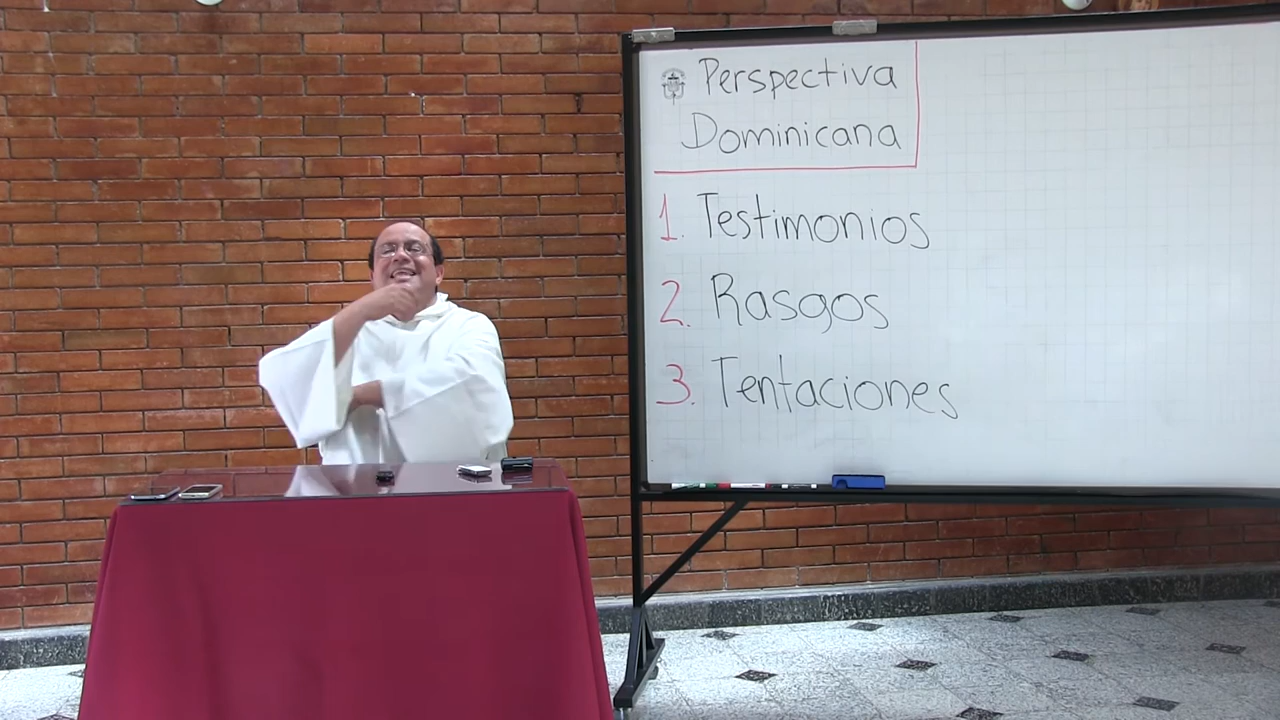 Perspectiva
Dominicana
1. Testimonios
2. Rasgos
3. Tentaciones